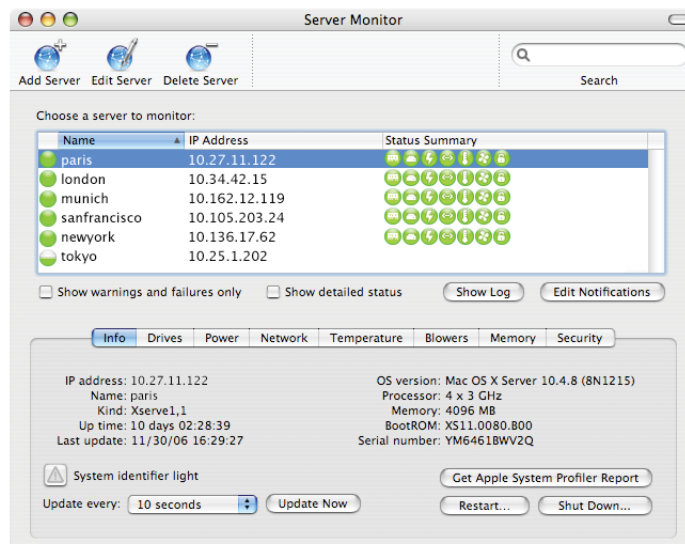 Server Monitor
Add Server Edit Server Delete Server Search
Choose a server to monitor:
Name IP Address Status Summary
paris 10.27.11.122
london 10.34.42.15
munich 10.162.12.119
sanfrancisco 10.105.203.24
newyork 10.136.17.62
tokyo 10.25.1.202
Show warnings and failures only Show detailed status Show Log Edit Notifications
Info Drives Power Network Temperature Blowers Memory Security
IP address: 10.27.11.122 OS version: Mac OS X Server 10.4.8 (8N1215)
Name: paris Processor: 4 x 3 GHz
Kind: Xserve1,1 Memory: 4096 MB
Up time: 10 days 02:28:39 BootROM: XS11.0080.B00
Last update: 11/30/06 16:29:27 Serial number: YM6461BWV2Q
System identifier light Get Apple System Profiler Report
Update every: 10 seconds Update Now Restart... Shut Down...